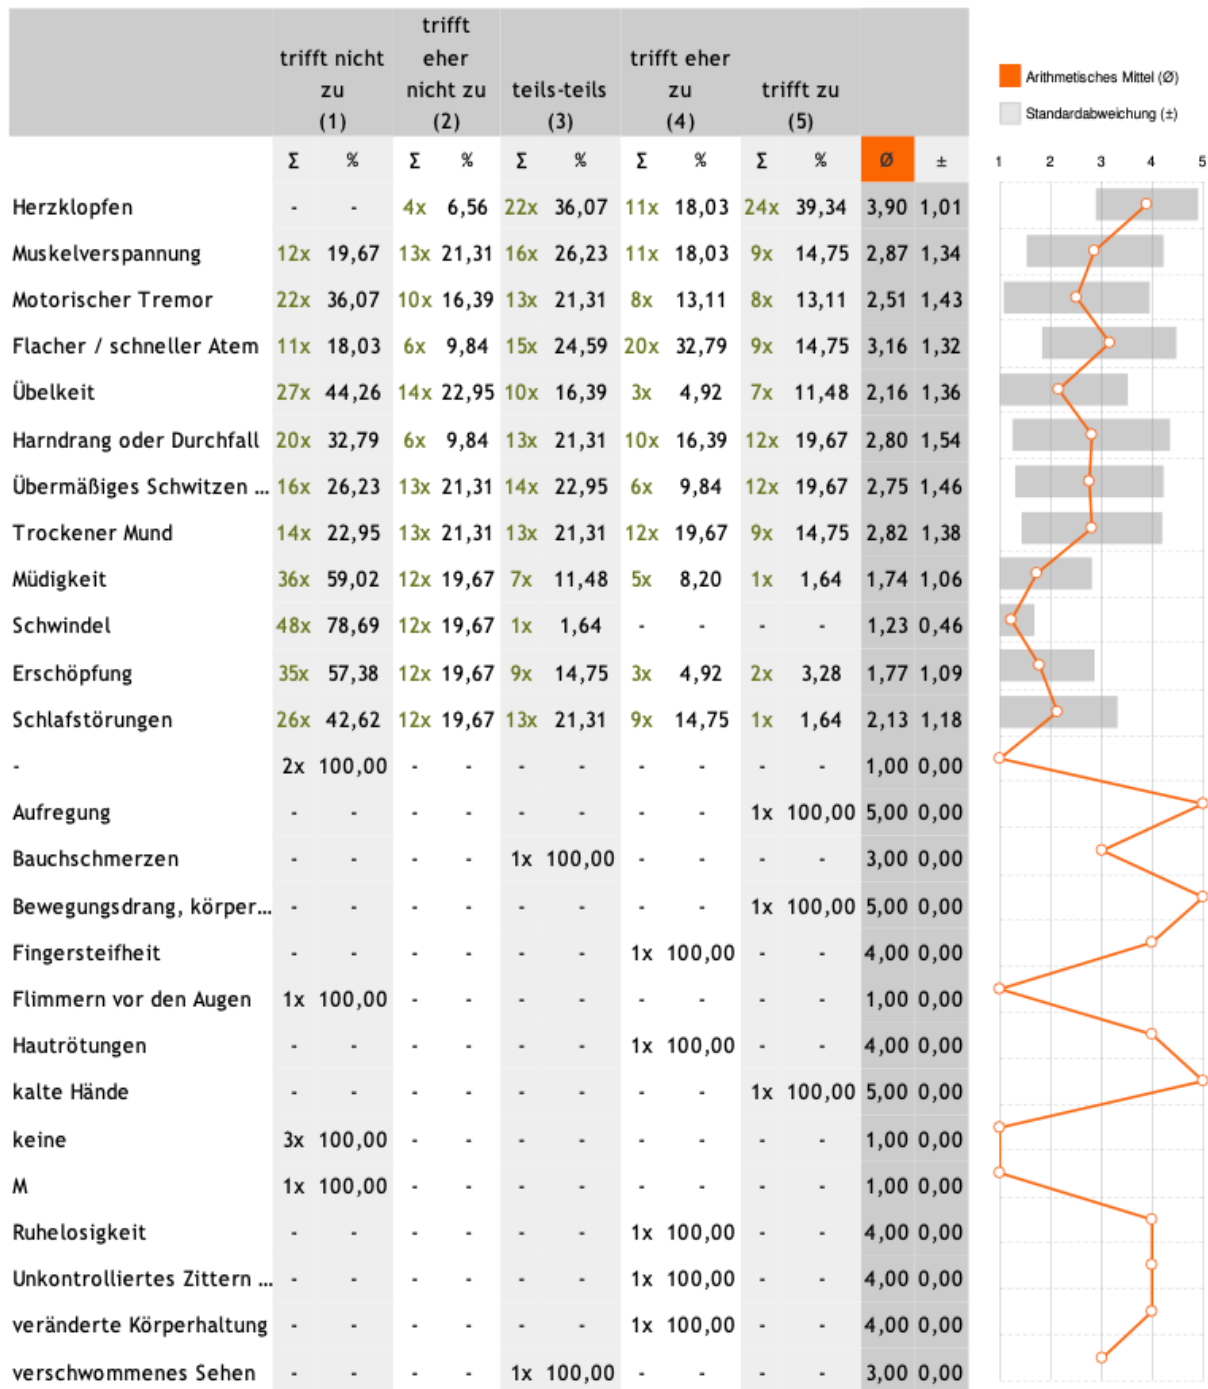 trifft nicht zu (1) trifft eher nicht zu (2) teils-teils (3) trifft eher zu (4) trifft zu (5)
Arithmetisches Mittel (Ø)
Standardabweichung (±)
Σ % Σ % Σ % Σ % Σ % Ø ± 1 2 3 4 5
Herzklopfen - - 4x 6,56 22x 36,07 11x 18,03 24x 39,34 3,90 1,01
Muskelverspannung 12x 19,67 13x 21,31 16x 26,23 11x 18,03 9x 14,75 2,87 1,34
Motorischer Tremor 22x 36,07 10x 16,39 13x 21,31 8x 13,11 8x 13,11 2,51 1,43
Flacher / schneller Atem 11x 18,03 6x 9,84 15x 24,59 20x 32,79 9x 14,75 3,16 1,32
Übelkeit 27x 44,26 14x 22,95 10x 16,39 3x 4,92 7x 11,48 2,16 1,36
Harndrang oder Durchfall 20x 32,79 6x 9,84 13x 21,31 10x 16,39 12x 19,67 2,80 1,54
Übermäßiges Schwitzen ... 16x 26,23 13x 21,31 14x 22,95 6x 9,84 12x 19,67 2,75 1,46
Trockener Mund 14x 22,95 13x 21,31 13x 21,31 12x 19,67 9x 14,75 2,82 1,38
Müdigkeit 36x 59,02 12x 19,67 7x 11,48 5x 8,20 1x 1,64 1,74 1,06
Schwindel 48x 78,69 12x 19,67 1x 1,64 - - - - 1,23 0,46
Erschöpfung 35x 57,38 12x 19,67 9x 14,75 3x 4,92 2x 3,28 1,77 1,09
Schlafstörungen 26x 42,62 12x 19,67 13x 21,31 9x 14,75 1x 1,64 2,13 1,18
- 2x 100,00 - - - - - - - - 1,00 0,00
Aufregung - - - - - - - - 1x 100,00 5,00 0,00
Bauchschmerzen - - - - 1x 100,00 - - - - 3,00 0,00
Bewegungsdrang, körper... - - - - - - - - 1x 100,00 5,00 0,00
Fingersteifheit - - - - - - 1x 100,00 - - 4,00 0,00
Flimmern vor den Augen 1x 100,00 - - - - - - - - 1,00 0,00
Hautrötungen - - - - - - 1x 100,00 - - 4,00 0,00
kalte Hände - - - - - - - - 1x 100,00 5,00 0,00
keine 3x 100,00 - - - - - - - - 1,00 0,00
M 1x 100,00 - - - - - - - - 1,00 0,00
Ruhelosigkeit - - - - - - 1x 100,00 - - 4,00 0,00
Unkontrolliertes Zittern ... - - - - - - 1x 100,00 - - 4,00 0,00
veränderte Körperhaltung - - - - - - 1x 100,00 - - 4,00 0,00
verschwommenes Sehen - - - - 1x 100,00 - - - - 3,00 0,00